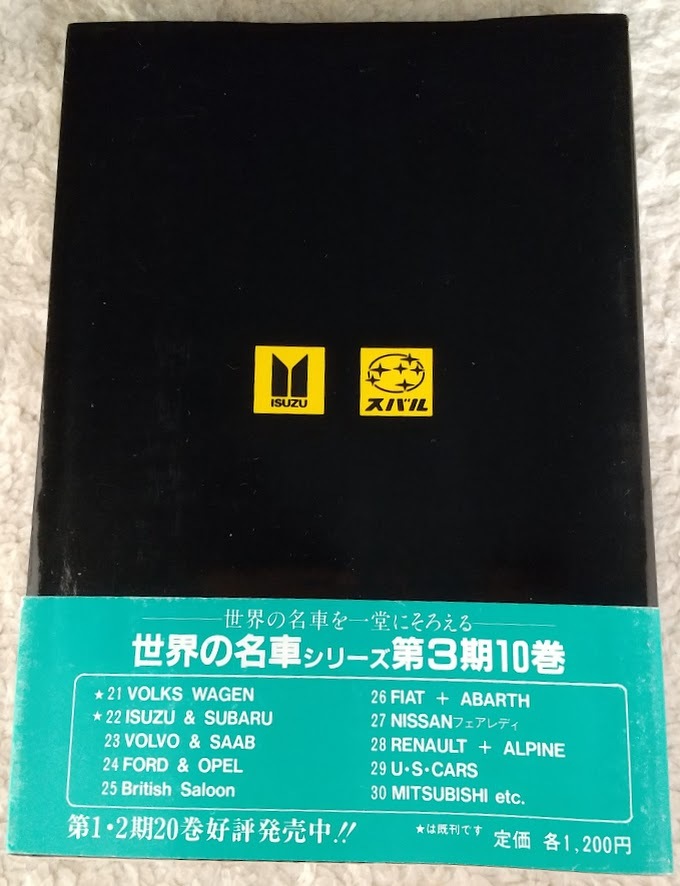 ISUZU
スバル
世界の名車を一堂にそろえる
世界の名車シリーズ第3期10巻
★21 VOLKS WAGEN
★22 ISUZU & SUBARU
23 VOLVO & SAAB
24 FORD & OPEL
25 British Saloon
26 FIAT + ABARTH
27 NISSANフェアレディ
28 RENAULT + ALPINE
29 U・S・CARS
30 MITSUBISHI etc.
第1・2期20巻好評発売中!!
★は既刊です
定価 各1,200円